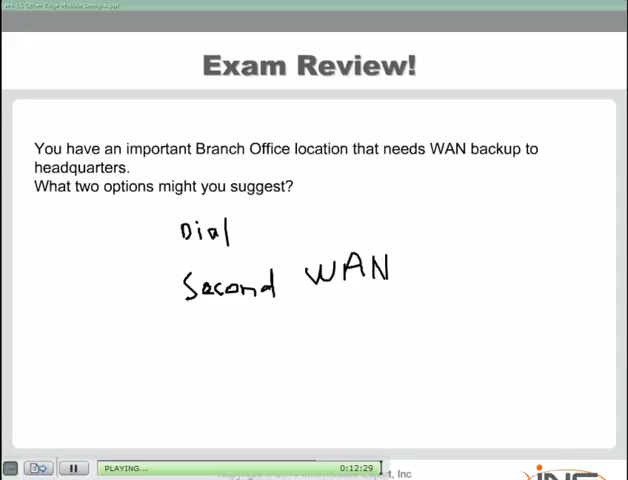 Exam Review!
You have an important Branch Office location that needs WAN backup to
headquarters.
What two options might you suggest?
Dial
Second WAN
PLAYING...
0:12:29